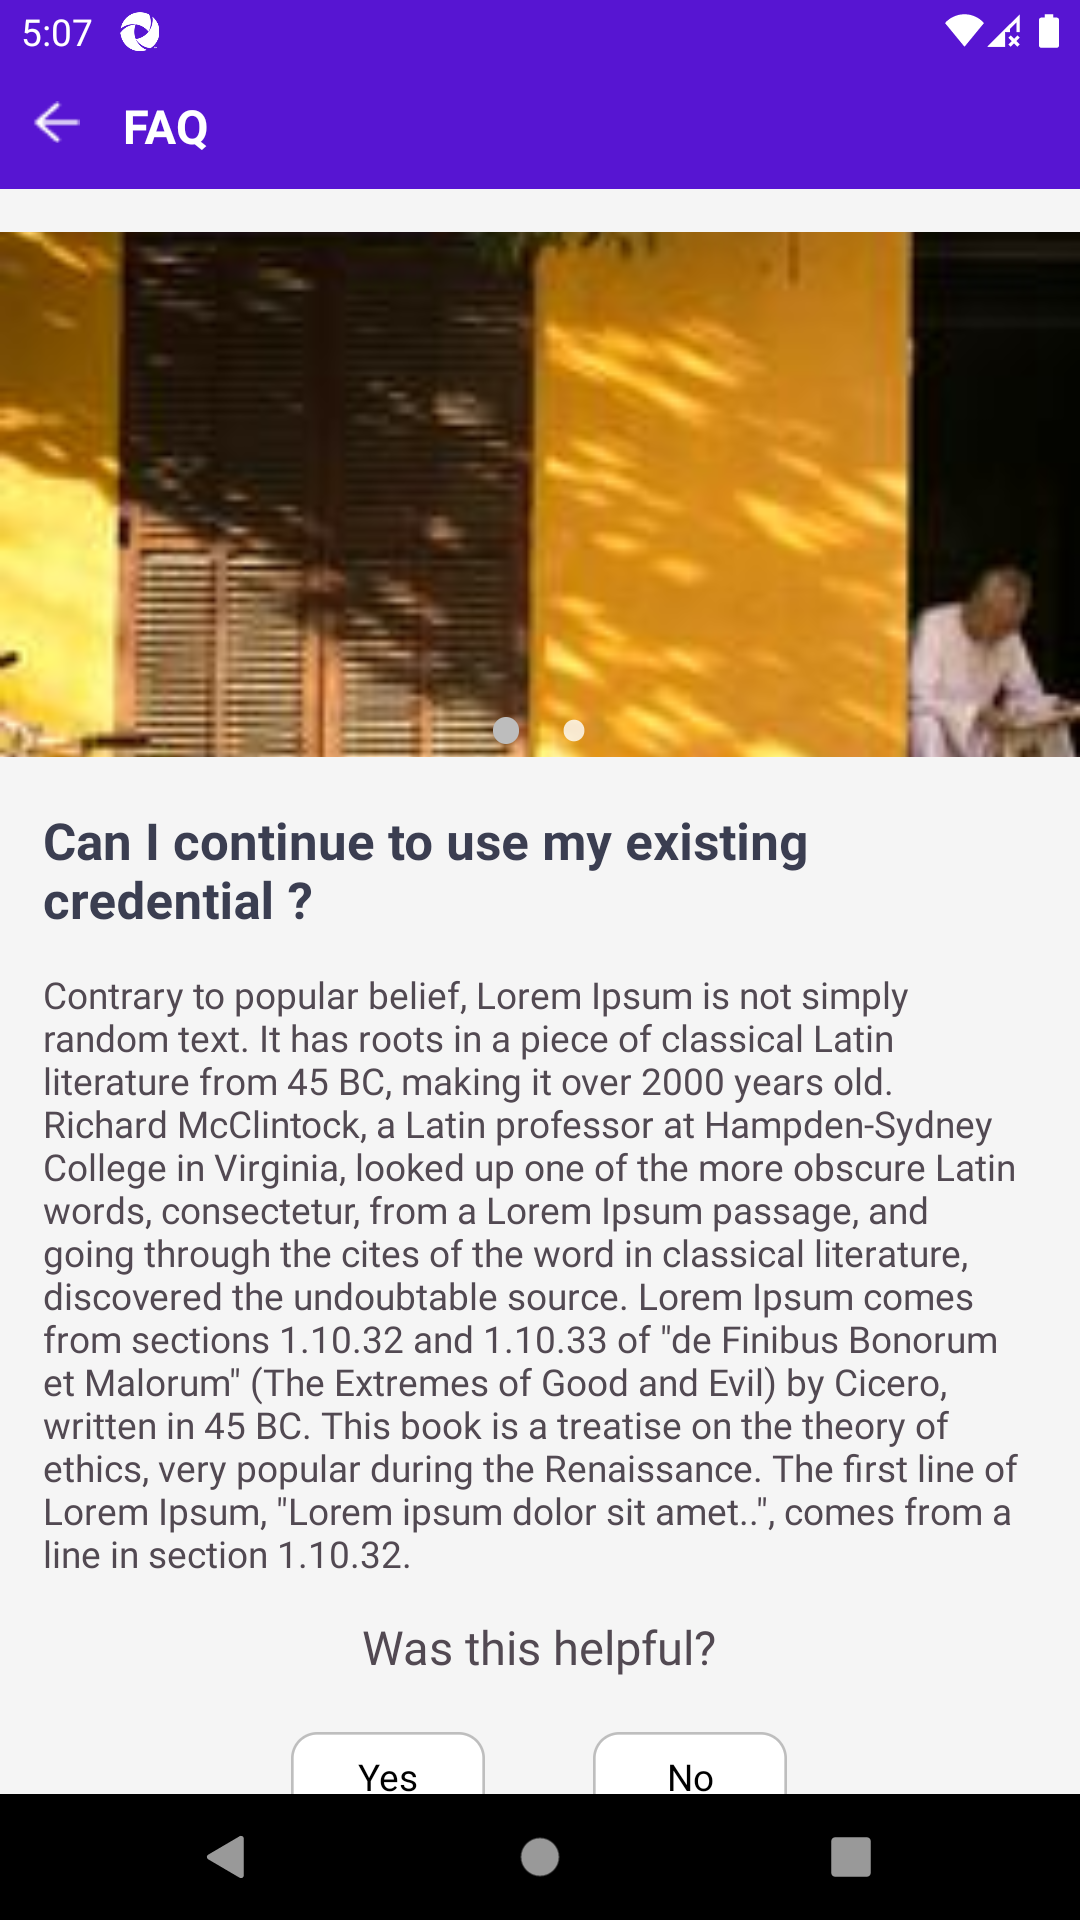 5:07
FAQ
Can I continue to use my existing
credential ?
Contrary to popular belief, Lorem Ipsum is not simply
random text. It has roots in a piece of classical Latin
literature from 45 BC, making it over 2000 years old.
Richard McClintock, a Latin professor at Hampden-Sydney
College in Virginia, looked up one of the more obscure Latin
words, consectetur, from a Lorem Ipsum passage, and
going through the cites of the word in classical literature,
discovered the undoubtable source. Lorem Ipsum comes
from sections 1.10.32 and 1.10.33 of "de Finibus Bonorum
et Malorum" (The Extremes of Good and Evil) by Cicero,
written in 45 BC. This book is a treatise on the theory of
ethics, very popular during the Renaissance. The first line of
Lorem Ipsum, "Lorem ipsum dolor sit amet..", comes from a
line in section 1.10.32.
Was this helpful?
Yes No